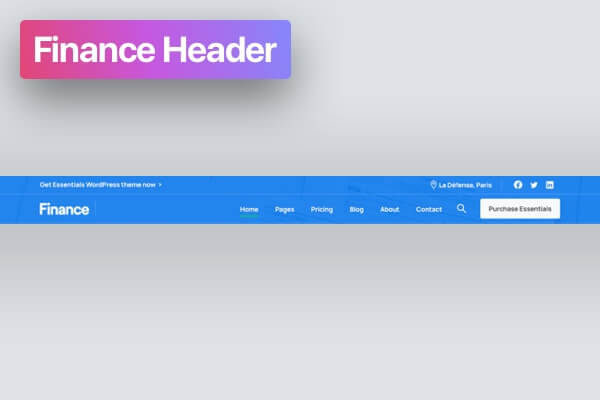 Finance Header
Get Essentials WordPress theme now >
La Défense, Paris
Finance
Home Pages Pricing Blog About Contact
Purchase Essentials